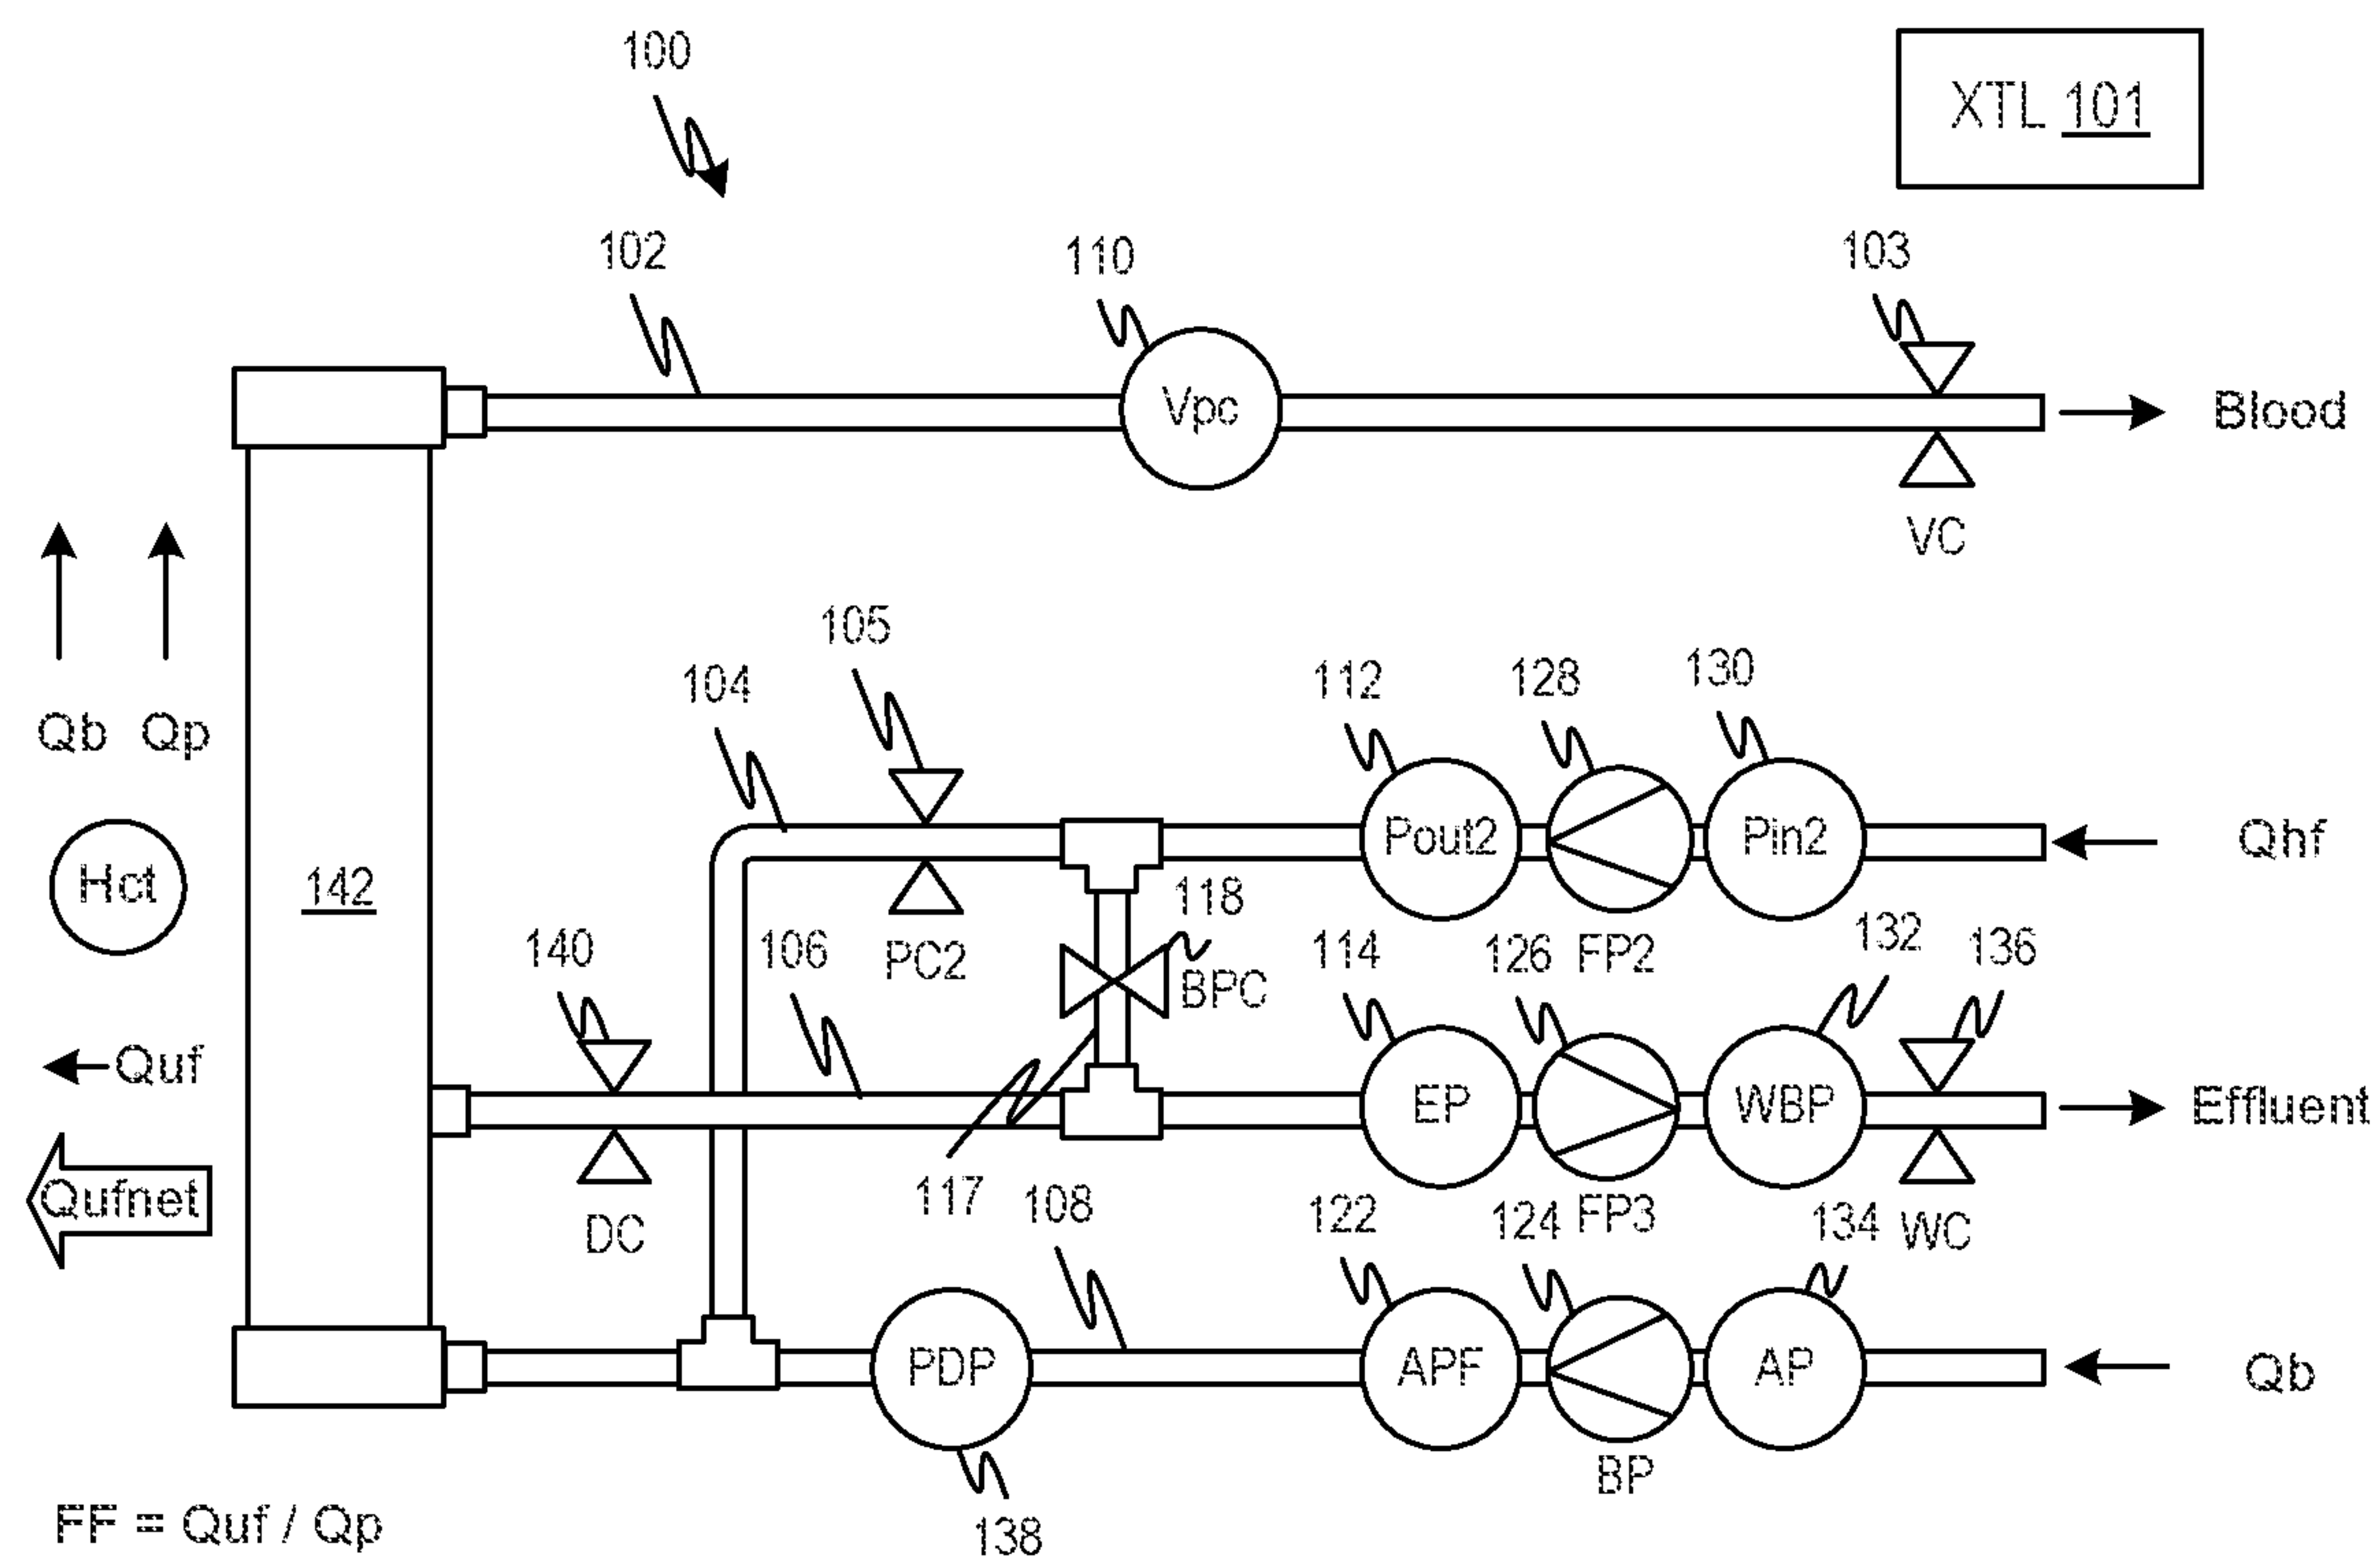 100
XTL 101
102
110
103
Vpc
Blood
VC
105
104
112
128
130
Qb
Qp
Pout2
Pin2
Qhf
Hct
142
118
140
106
PC2
BPC
114
126
FP2
132
136
Quf
EP
WBP
Effluent
Qufnet
DC
117
108
122
124
FP3
134
WC
PDP
APF
AP
Qb
BP
FF = Quf / Qp
138